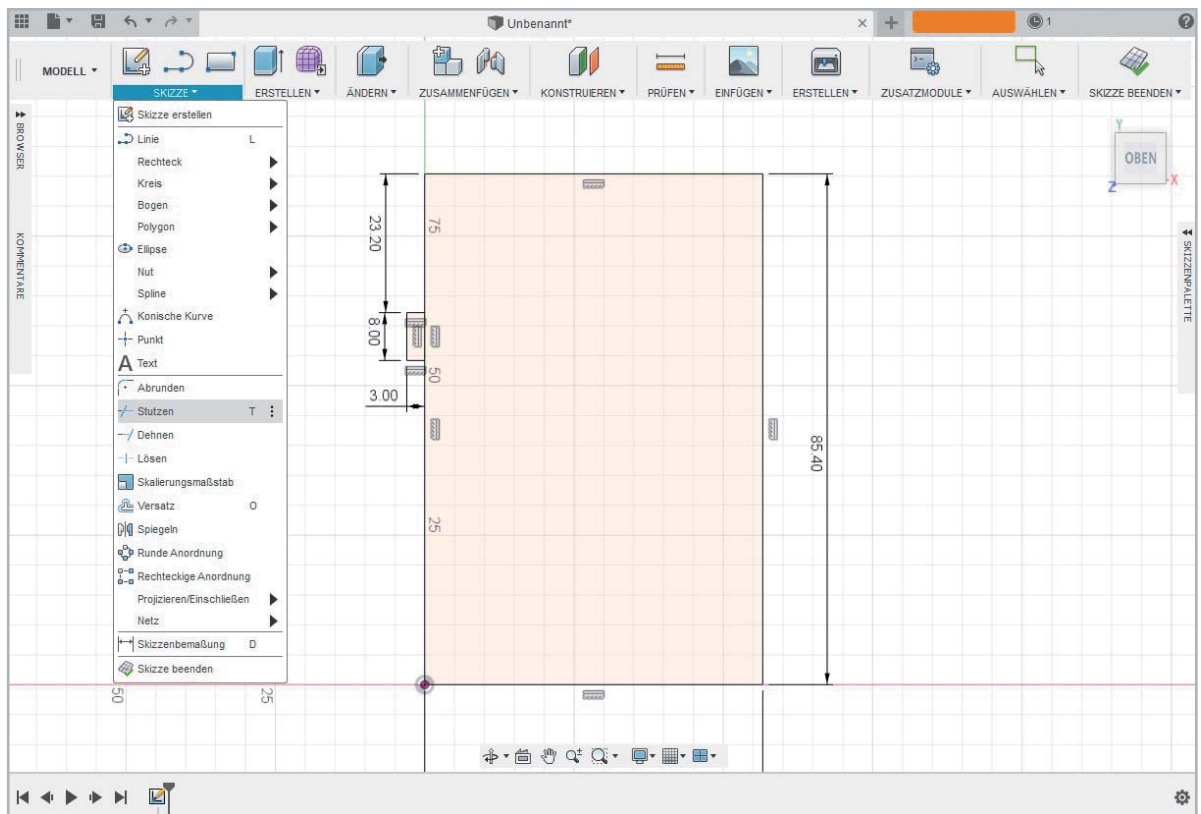 Unbenannt*
1
MODELL
SKIZZE
ERSTELLEN
ÄNDERN
ZUSAMMENFÜGEN
KONSTRUIEREN
PRÜFEN
EINFÜGEN
ERSTELLEN
ZUSATZMODULE
AUSWÄHLEN
SKIZZE BEENDEN
BROWSER
KOMMENTARE
Skizze erstellen
Linie L
Rechteck
Kreis
Bogen
Polygon
Ellipse
Nut
Spline
Konische Kurve
Punkt
Text
Abrunden
Stutzen T
Dehnen
Lösen
Skalierungsmaßstab
Versatz O
Spiegeln
Runde Anordnung
Rechteckige Anordnung
Projizieren/Einschließen
Netz
Skizzenbemaßung D
Skizze beenden
23.20
8.00
3.00
85.40
75
50
25
50
25
Y
OBEN
Z
X
SKIZZENPALETTE